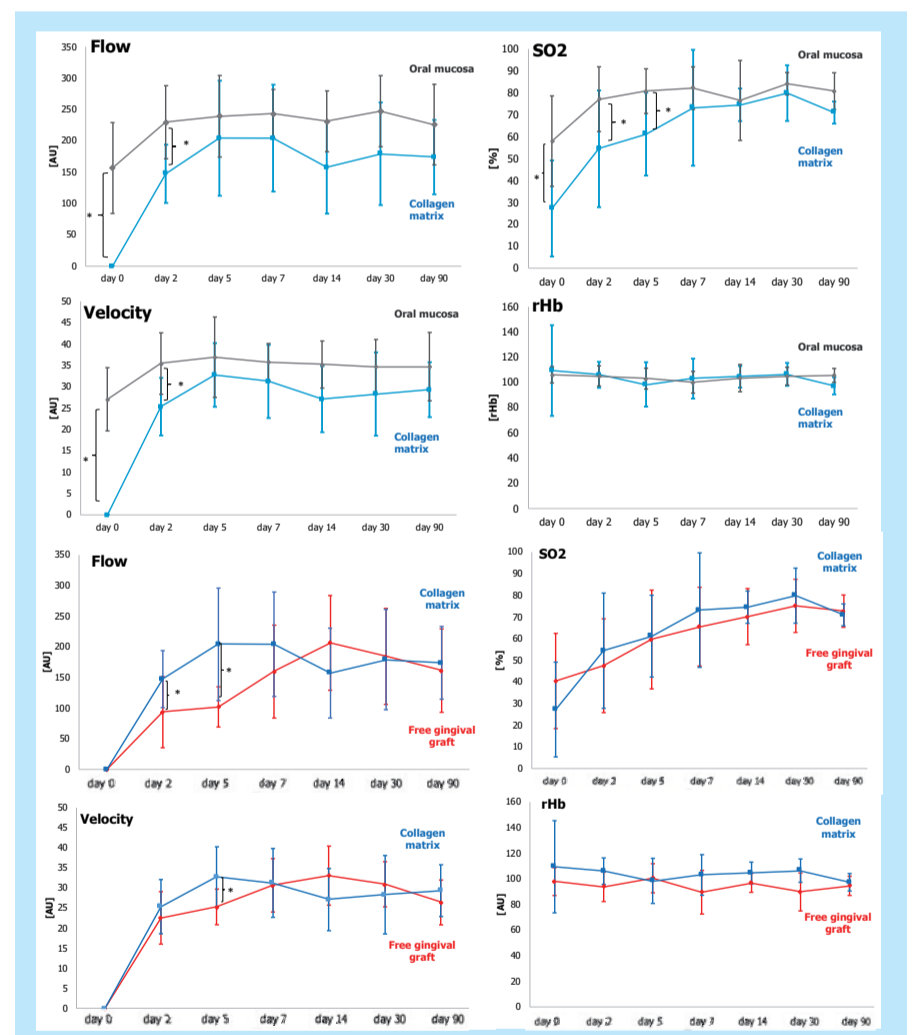 Flow
350
300
250
200
150
100
50
0
[AU]
Oral mucosa
Collagen
matrix
*
*
day 0 day 2 day 5 day 7 day 14 day 30 day 90
SO2
100
90
80
70
60
50
40
30
20
10
0
[%]
Oral mucosa
Collagen
matrix
*
*
*
day 0 day 2 day 5 day 7 day 14 day 30 day 90
Velocity
50
45
40
35
30
25
20
15
10
5
0
[AU]
Oral mucosa
Collagen
matrix
*
*
day 0 day 2 day 5 day 7 day 14 day 30 day 90
rHb
160
140
120
100
80
60
40
20
0
[rHb]
Oral mucosa
Collagen
matrix
day 0 day 2 day 5 day 7 day 14 day 30 day 90
Flow
350
300
250
200
150
100
50
0
[AU]
Collagen
matrix
*
*
Free gingival
graft
day 0 day 2 day 5 day 7 day 14 day 30 day 90
SO2
100
90
80
70
60
50
40
30
20
10
0
[%]
Collagen
matrix
Free gingival
graft
day 0 day 2 day 5 day 7 day 14 day 30 day 90
Velocity
50
45
40
35
30
25
20
15
10
5
0
[AU]
Collagen
matrix
*
Free gingival
graft
day 0 day 2 day 5 day 7 day 14 day 30 day 90
rHb
160
140
120
100
80
60
40
20
0
[AU]
Collagen
matrix
Free gingival
graft
day 0 day 2 day 5 day 7 day 14 day 30 day 90